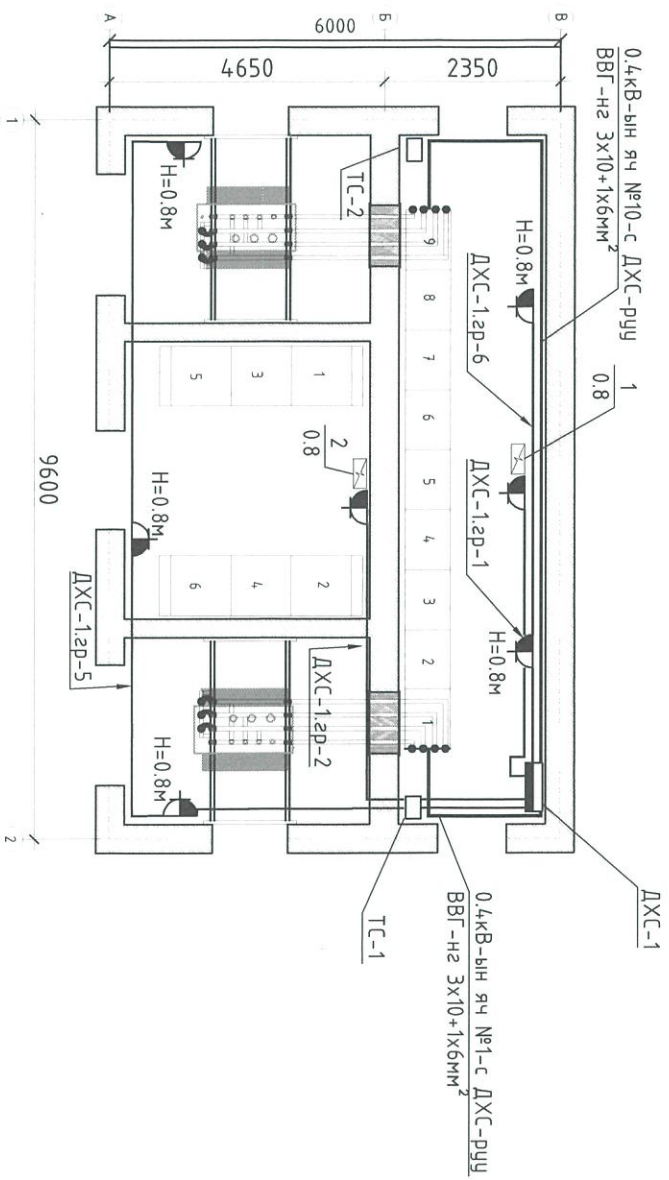 0.4кВ-ын яч №10-с ДХС-рүү
ВВГ-нг 3х10+1х6мм²
1
0.8
ДХС-1
В
Б
А
6000
2350
4650
H=0.8м
ДХС-1.гр-6
ДХС-1.гр-1
H=0.8м
ТС-2
9
8
7
6
5
4
3
2
1
0.4кВ-ын яч №1-с ДХС-рүү
ВВГ-нг 3х10+1х6мм²
ТС-1
H=0.8м
2
0.8
1
3
5
2
4
6
ДХС-1.гр-2
H=0.8м
H=0.8м
ДХС-1.гр-5
1
9600
2